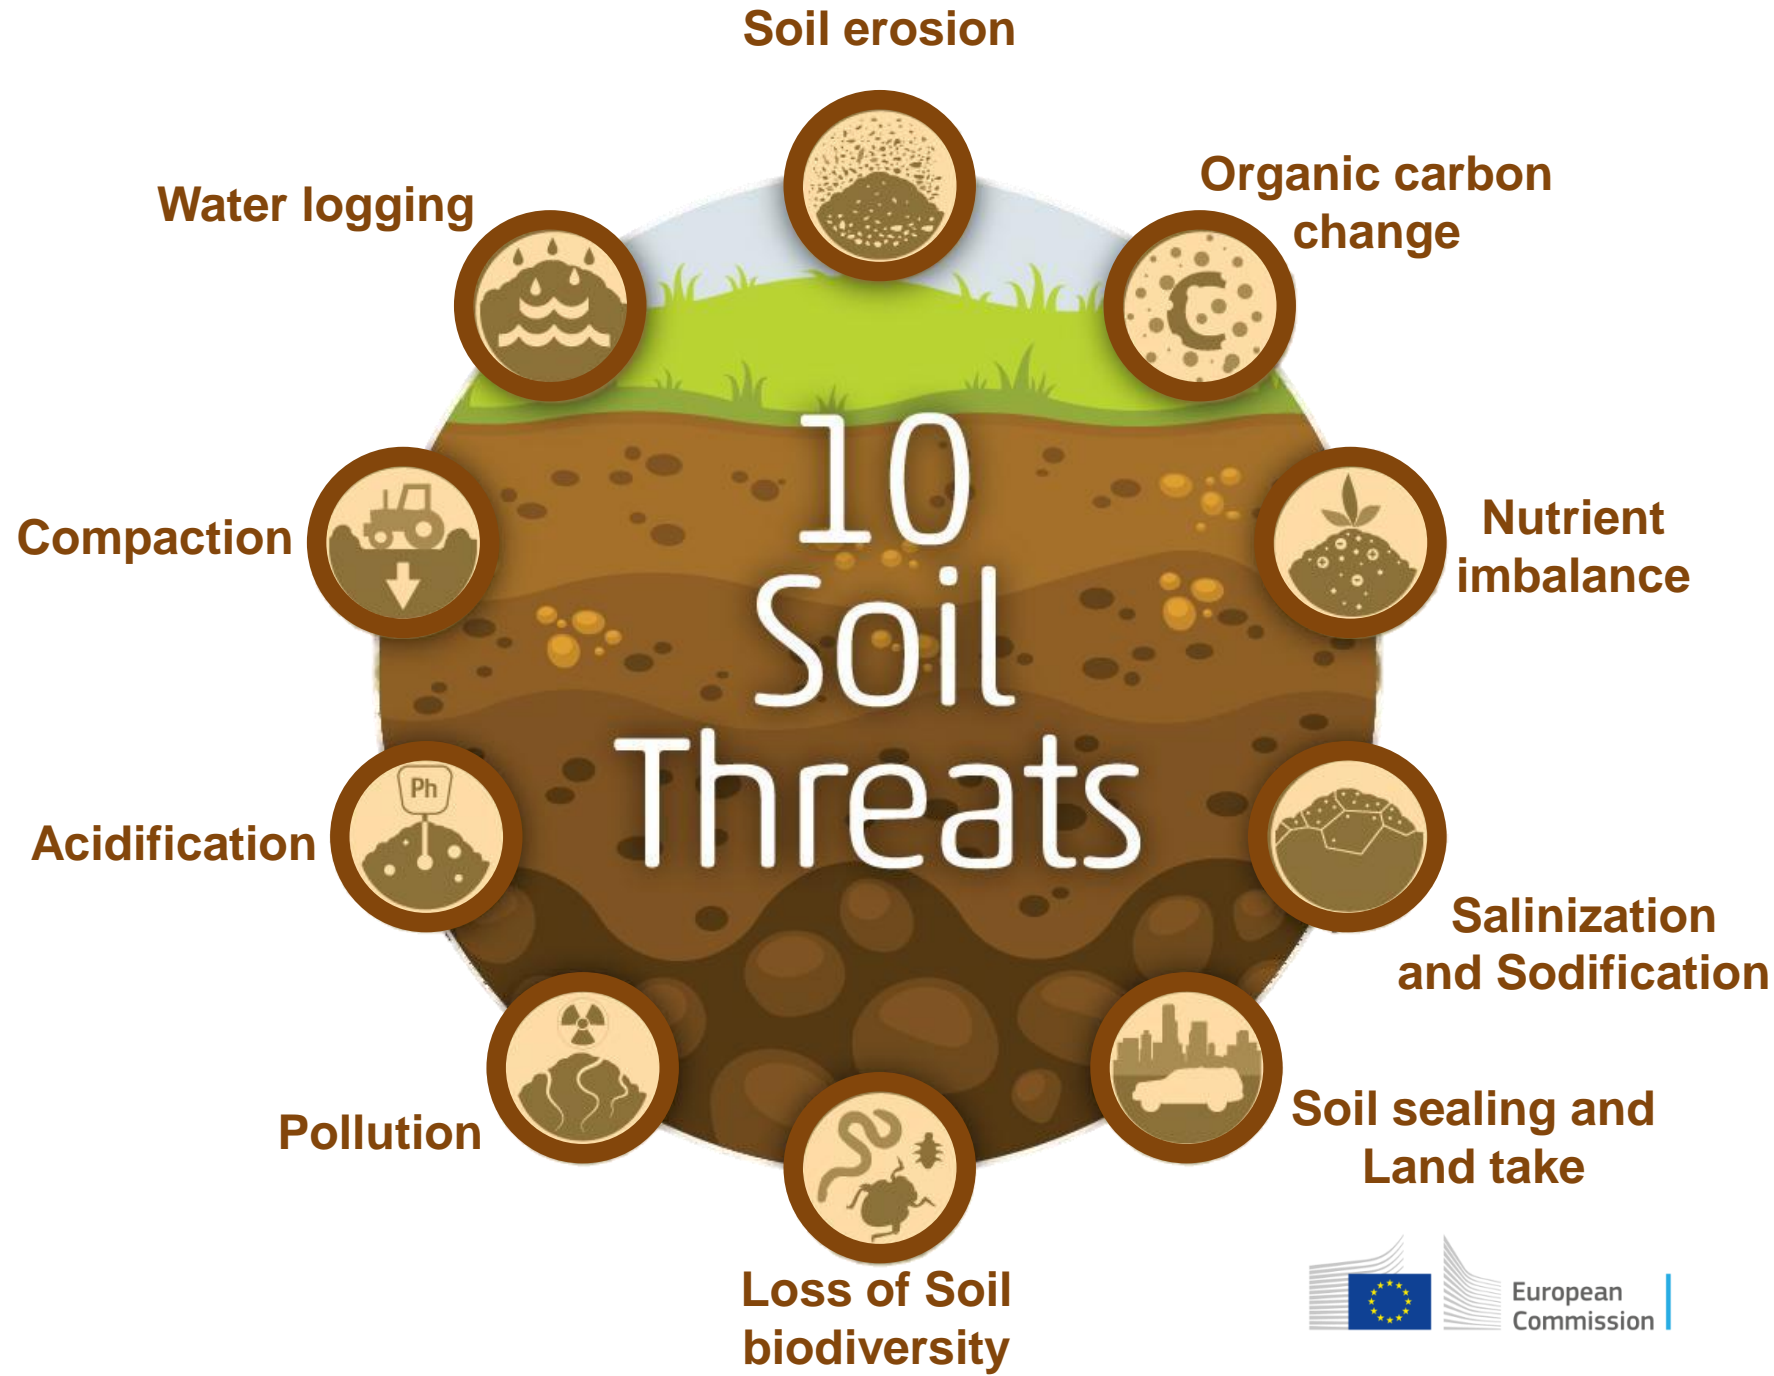 Soil erosion
Organic carbon
change
Nutrient
imbalance
Salinization
and Sodification
Soil sealing and
Land take
Loss of Soil
biodiversity
Pollution
Acidification
Ph
Compaction
Water logging
C
10
Soil
Threats
European
Commission